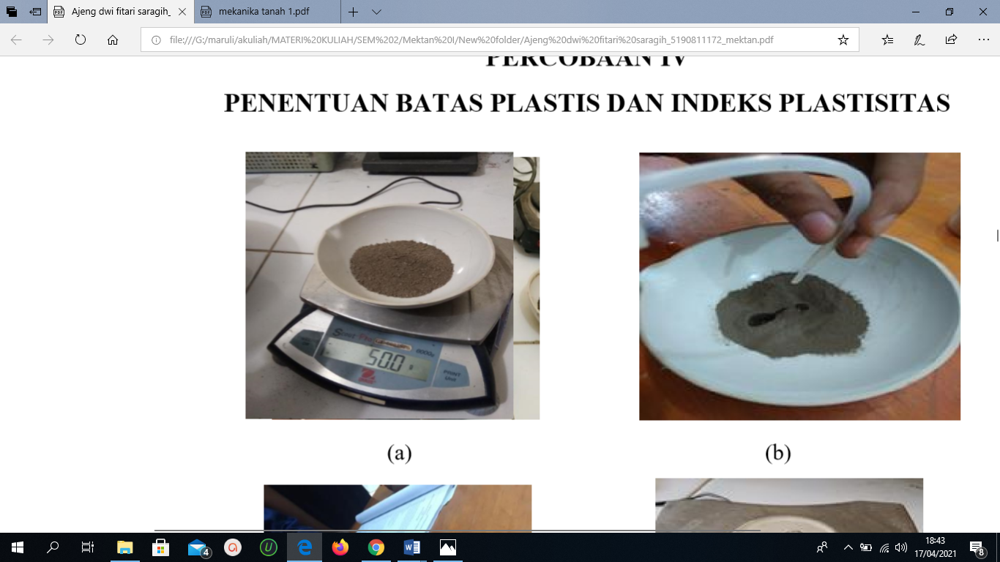 Ajeng dwi fitari saragih_
mekanika tanah 1.pdf
file:///G:/maruli/akuliah/MATERI%20KULIAH/SEM%202/Mektan%20I/New%20folder/Ajeng%20dwi%20fitari%20saragih_5190811172_mektan.pdf
PERCOBAAN IV
PENENTUAN BATAS PLASTIS DAN INDEKS PLASTISITAS
50.0 g
PRINT
Unit
(a)
(b)
4
18:43
17/04/2021
8